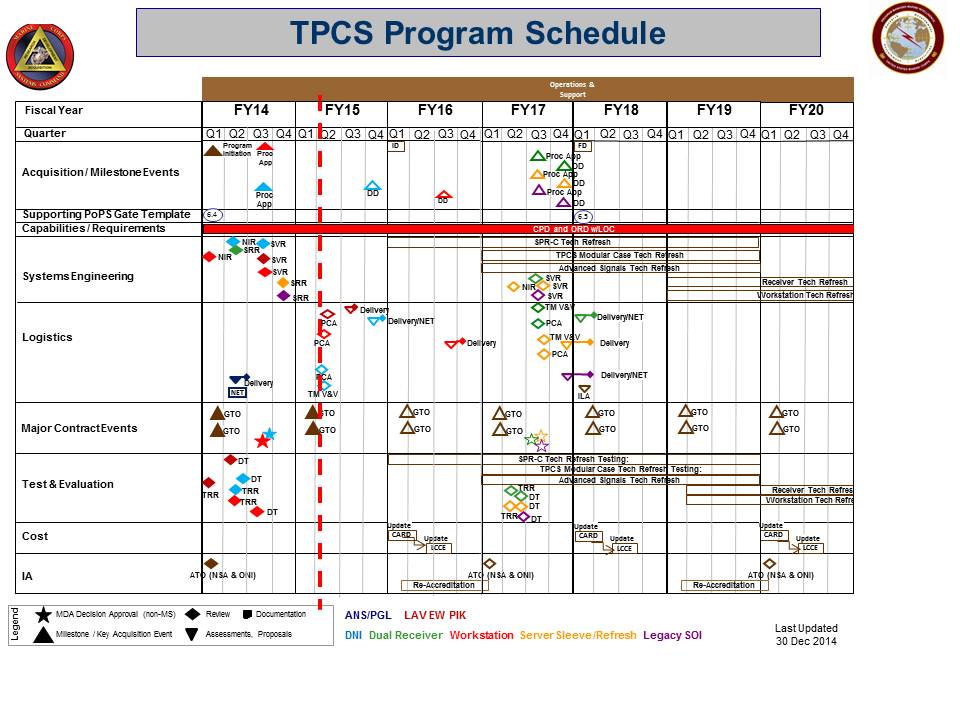 TPCS Program Schedule
Operations &
Support
Fiscal Year FY14 FY15 FY16 FY17 FY18 FY19 FY20
Quarter Q1 Q2 Q3 Q4 Q1 Q2 Q3 Q4 Q1 Q2 Q3 Q4 Q1 Q2 Q3 Q4 Q1 Q2 Q3 Q4 Q1 Q2 Q3 Q4 Q1 Q2 Q3 Q4
Acquisition / Milestone Events
Program
Initiation
Proc
App
Proc
App
DD
ID
DD
Proc App
DD
Proc App
DD
Proc App
DD
FD
Supporting PoPS Gate Template 6.4 6.5
Capabilities / Requirements CPD and ORD w/LOC
Systems Engineering
NIR SVR
SRR
NIR SVR
SVR
SRR
SRR
SPR-C Tech Refresh
TPCS Modular Case Tech Refresh
Advanced Signals Tech Refresh
SVR
NIR SVR
SVR
Receiver Tech Refresh
Workstation Tech Refresh
Logistics
Delivery
NET
PCA
Delivery
Delivery/NET
PCA
Delivery
PCA
TM V&V
TM V&V
PCA
TM V&V
PCA
Delivery/NET
Delivery
Delivery/NET
ILA
Major Contract Events
GTO GTO GTO GTO GTO GTO GTO
GTO GTO GTO GTO GTO GTO GTO
Test & Evaluation
DT
TRR
DT
TRR
TRR
DT
SPR-C Tech Refresh Testing:
TPCS Modular Case Tech Refresh Testing:
Advanced Signals Tech Refresh
TRR
DT
DT
TRR DT
Receiver Tech Refres
Workstation Tech Refre
Cost
Update
CARD
Update
LCCE
Update
CARD
Update
LCCE
Update
CARD
Update
LCCE
IA
ATO (NSA & ONI) ATO (NSA & ONI) ATO (NSA & ONI)
Re-Accreditation Re-Accreditation
Legend
MDA Decision Approval (non-MS) Review Documentation
Milestone / Key Acquisition Event Assessments, Proposals
ANS/PGL LAV EW PIK
DNI Dual Receiver Workstation Server Sleeve/Refresh Legacy SOI
Last Updated
30 Dec 2014